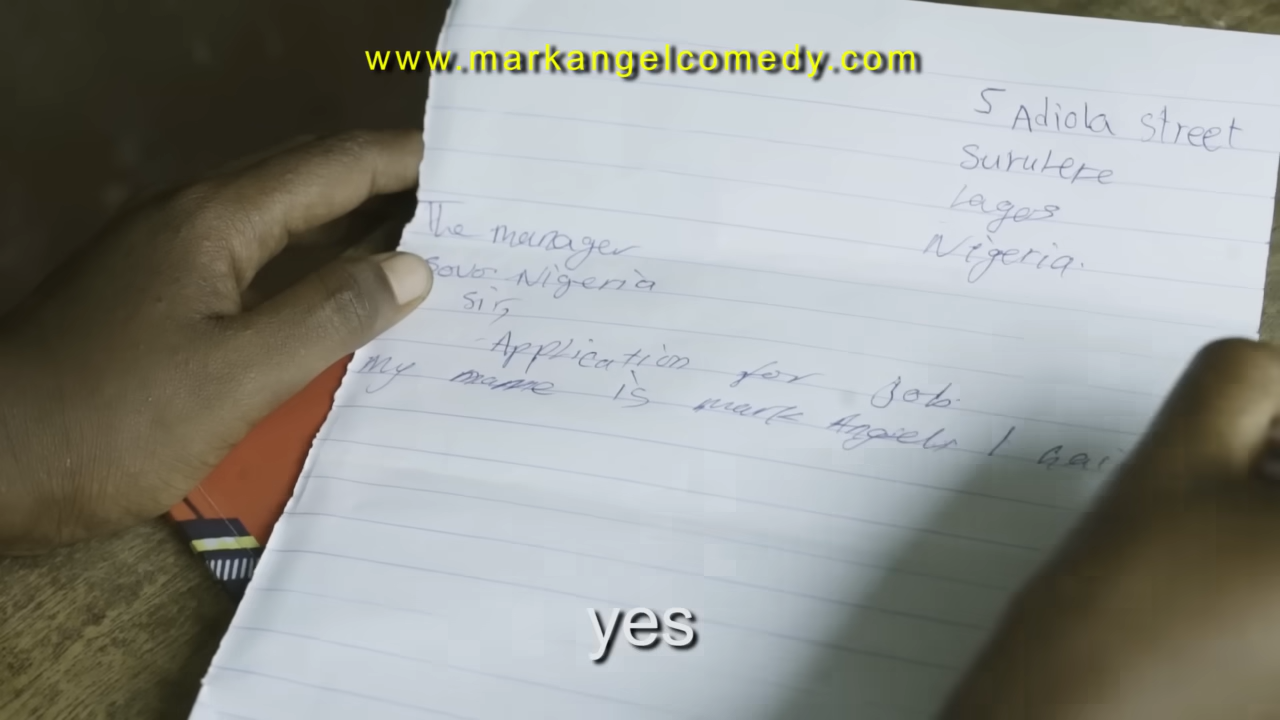 www.markangelcomedy.com
5 Adiola street
Surulere
Lagos
Nigeria.
The manager
Nigeria
Sir,
Application for Job.
My name is mark Angel, I
yes